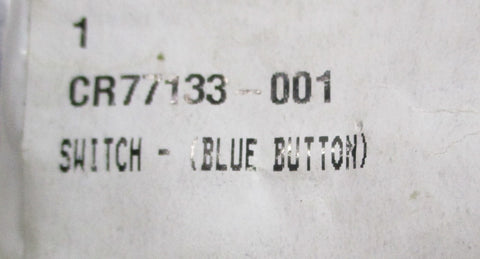 1
CR77133-001
SWITCH - (BLUE BUTTON)